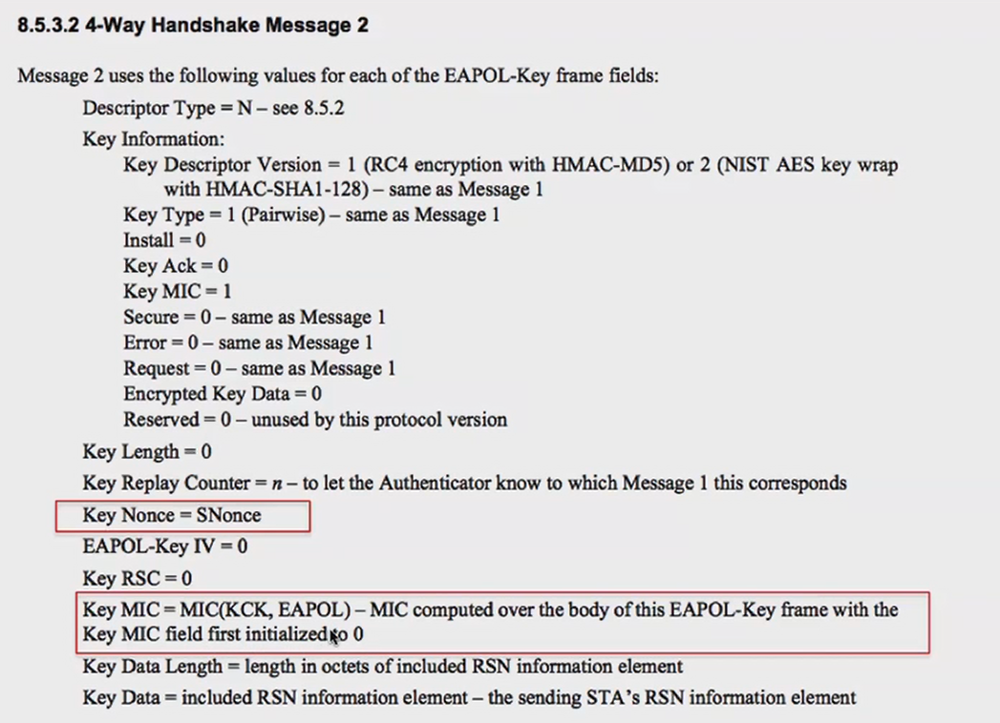 8.5.3.2 4-Way Handshake Message 2
Message 2 uses the following values for each of the EAPOL-Key frame fields:
Descriptor Type = N – see 8.5.2
Key Information:
Key Descriptor Version = 1 (RC4 encryption with HMAC-MD5) or 2 (NIST AES key wrap
with HMAC-SHA1-128) – same as Message 1
Key Type = 1 (Pairwise) – same as Message 1
Install = 0
Key Ack = 0
Key MIC = 1
Secure = 0 – same as Message 1
Error = 0 – same as Message 1
Request = 0 – same as Message 1
Encrypted Key Data = 0
Reserved = 0 – unused by this protocol version
Key Length = 0
Key Replay Counter = n – to let the Authenticator know to which Message 1 this corresponds
Key Nonce = SNonce
EAPOL-Key IV = 0
Key RSC = 0
Key MIC = MIC(KCK, EAPOL) – MIC computed over the body of this EAPOL-Key frame with the
Key MIC field first initialized to 0
Key Data Length = length in octets of included RSN information element
Key Data = included RSN information element – the sending STA's RSN information element